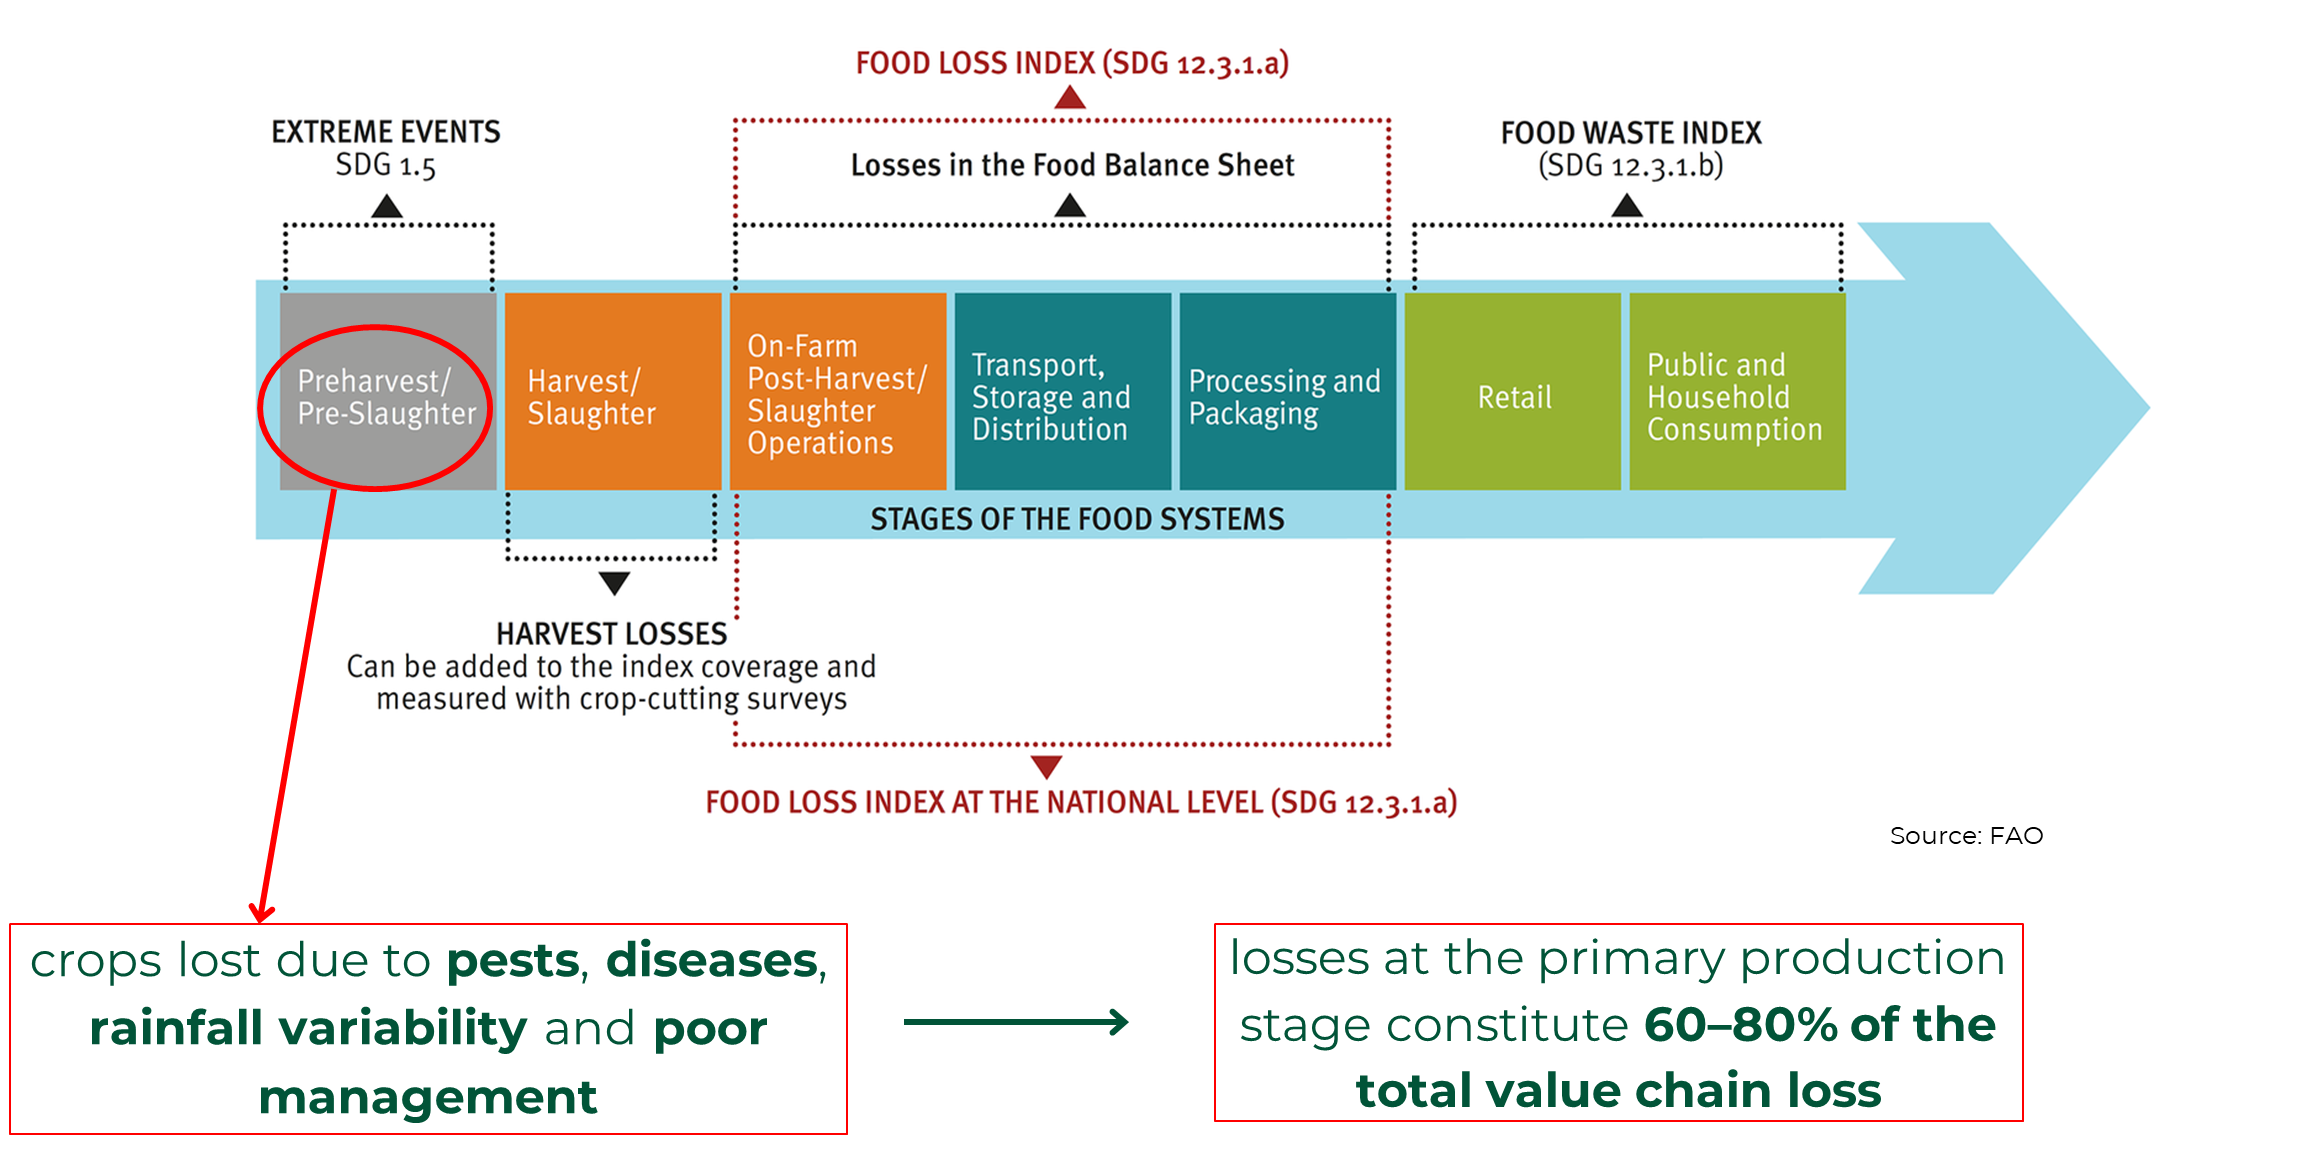 FOOD LOSS INDEX (SDG 12.3.1.a)
EXTREME EVENTS
SDG 1.5
Losses in the Food Balance Sheet
FOOD WASTE INDEX
(SDG 12.3.1.b)
Preharvest/
Pre-Slaughter
Harvest/
Slaughter
On-Farm
Post-Harvest/
Slaughter
Operations
Transport,
Storage and
Distribution
Processing and
Packaging
Retail
Public and
Household
Consumption
STAGES OF THE FOOD SYSTEMS
HARVEST LOSSES
Can be added to the index coverage and
measured with crop-cutting surveys
FOOD LOSS INDEX AT THE NATIONAL LEVEL (SDG 12.3.1.a)
Source: FAO
crops lost due to pests, diseases,
rainfall variability and poor
management
losses at the primary production
stage constitute 60–80% of the
total value chain loss